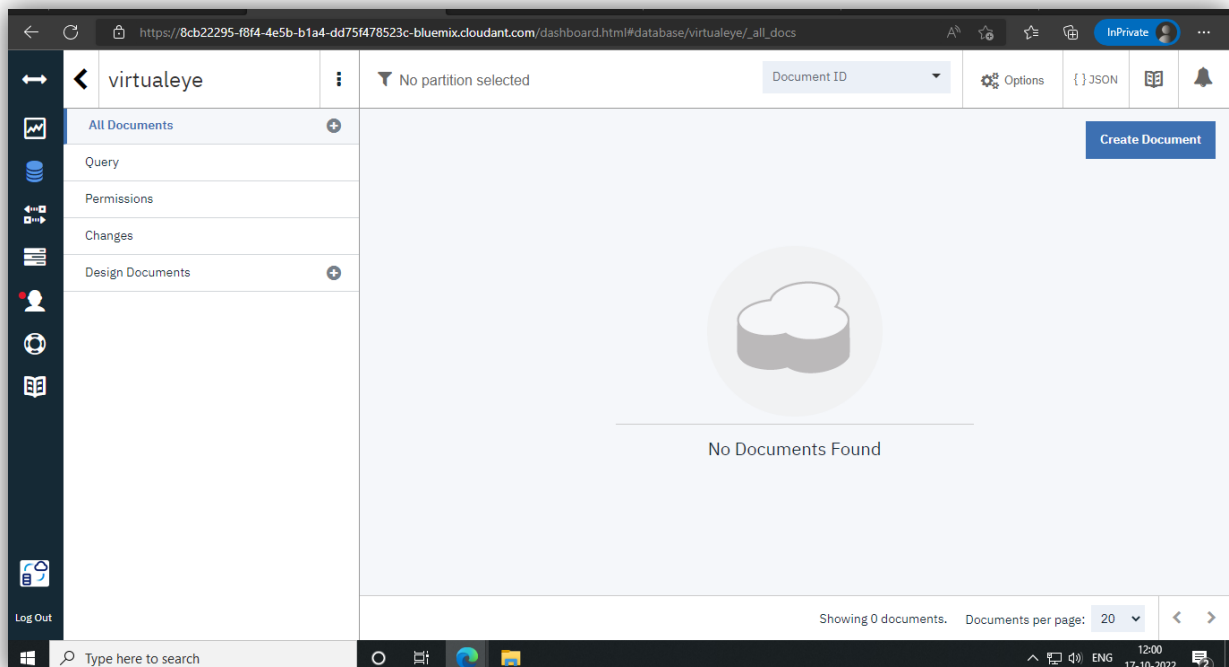 https://8cb22295-f8f4-4e5b-b1a4-dd75f478523c-bluemix.cloudant.com/dashboard.html#database/virtualeye/_all_docs
InPrivate
virtualeye
No partition selected
Document ID
Options
{ } JSON
All Documents
Create Document
Query
Permissions
Changes
Design Documents
No Documents Found
Log Out
Showing 0 documents.
Documents per page: 20
Type here to search
ENG
12:00
17-10-2022